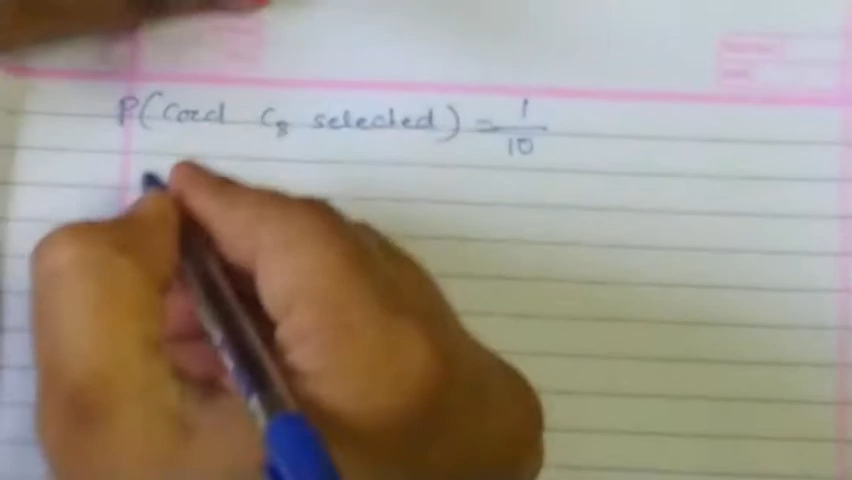 P(Card C₈ selected) = 1/10